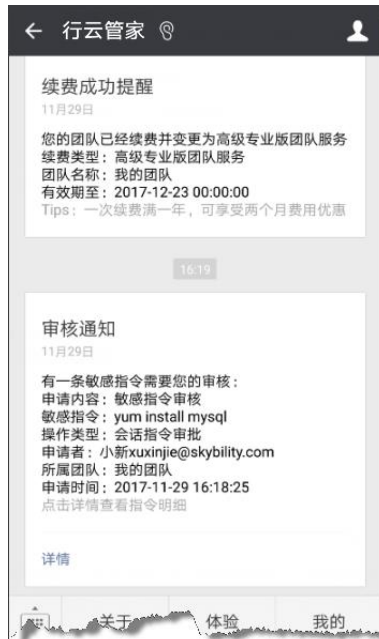 行云管家
续费成功提醒
11月29日
您的团队已经续费并变更为高级专业版团队服务
续费类型：高级专业版团队服务
团队名称：我的团队
有效期至：2017-12-23 00:00:00
Tips：一次续费满一年，可享受两个月费用优惠
16:19
审核通知
11月29日
有一条敏感指令需要您的审核：
申请内容：敏感指令审核
敏感指令：yum install mysql
操作类型：会话指令审批
申请者：小新xuxinjie@skybility.com
所属团队：我的团队
申请时间：2017-11-29 16:18:25
点击详情查看指令明细
详情
关于 体验 我的